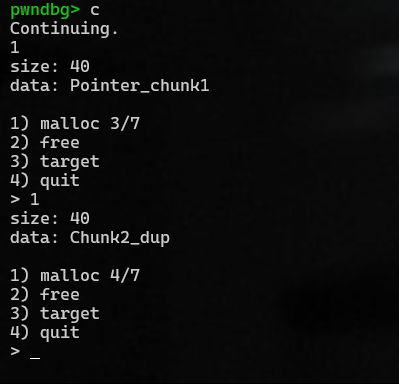 pwndbg> c
Continuing.
1
size: 40
data: Pointer_chunk1
1) malloc 3/7
2) free
3) target
4) quit
> 1
size: 40
data: Chunk2_dup
1) malloc 4/7
2) free
3) target
4) quit
> _